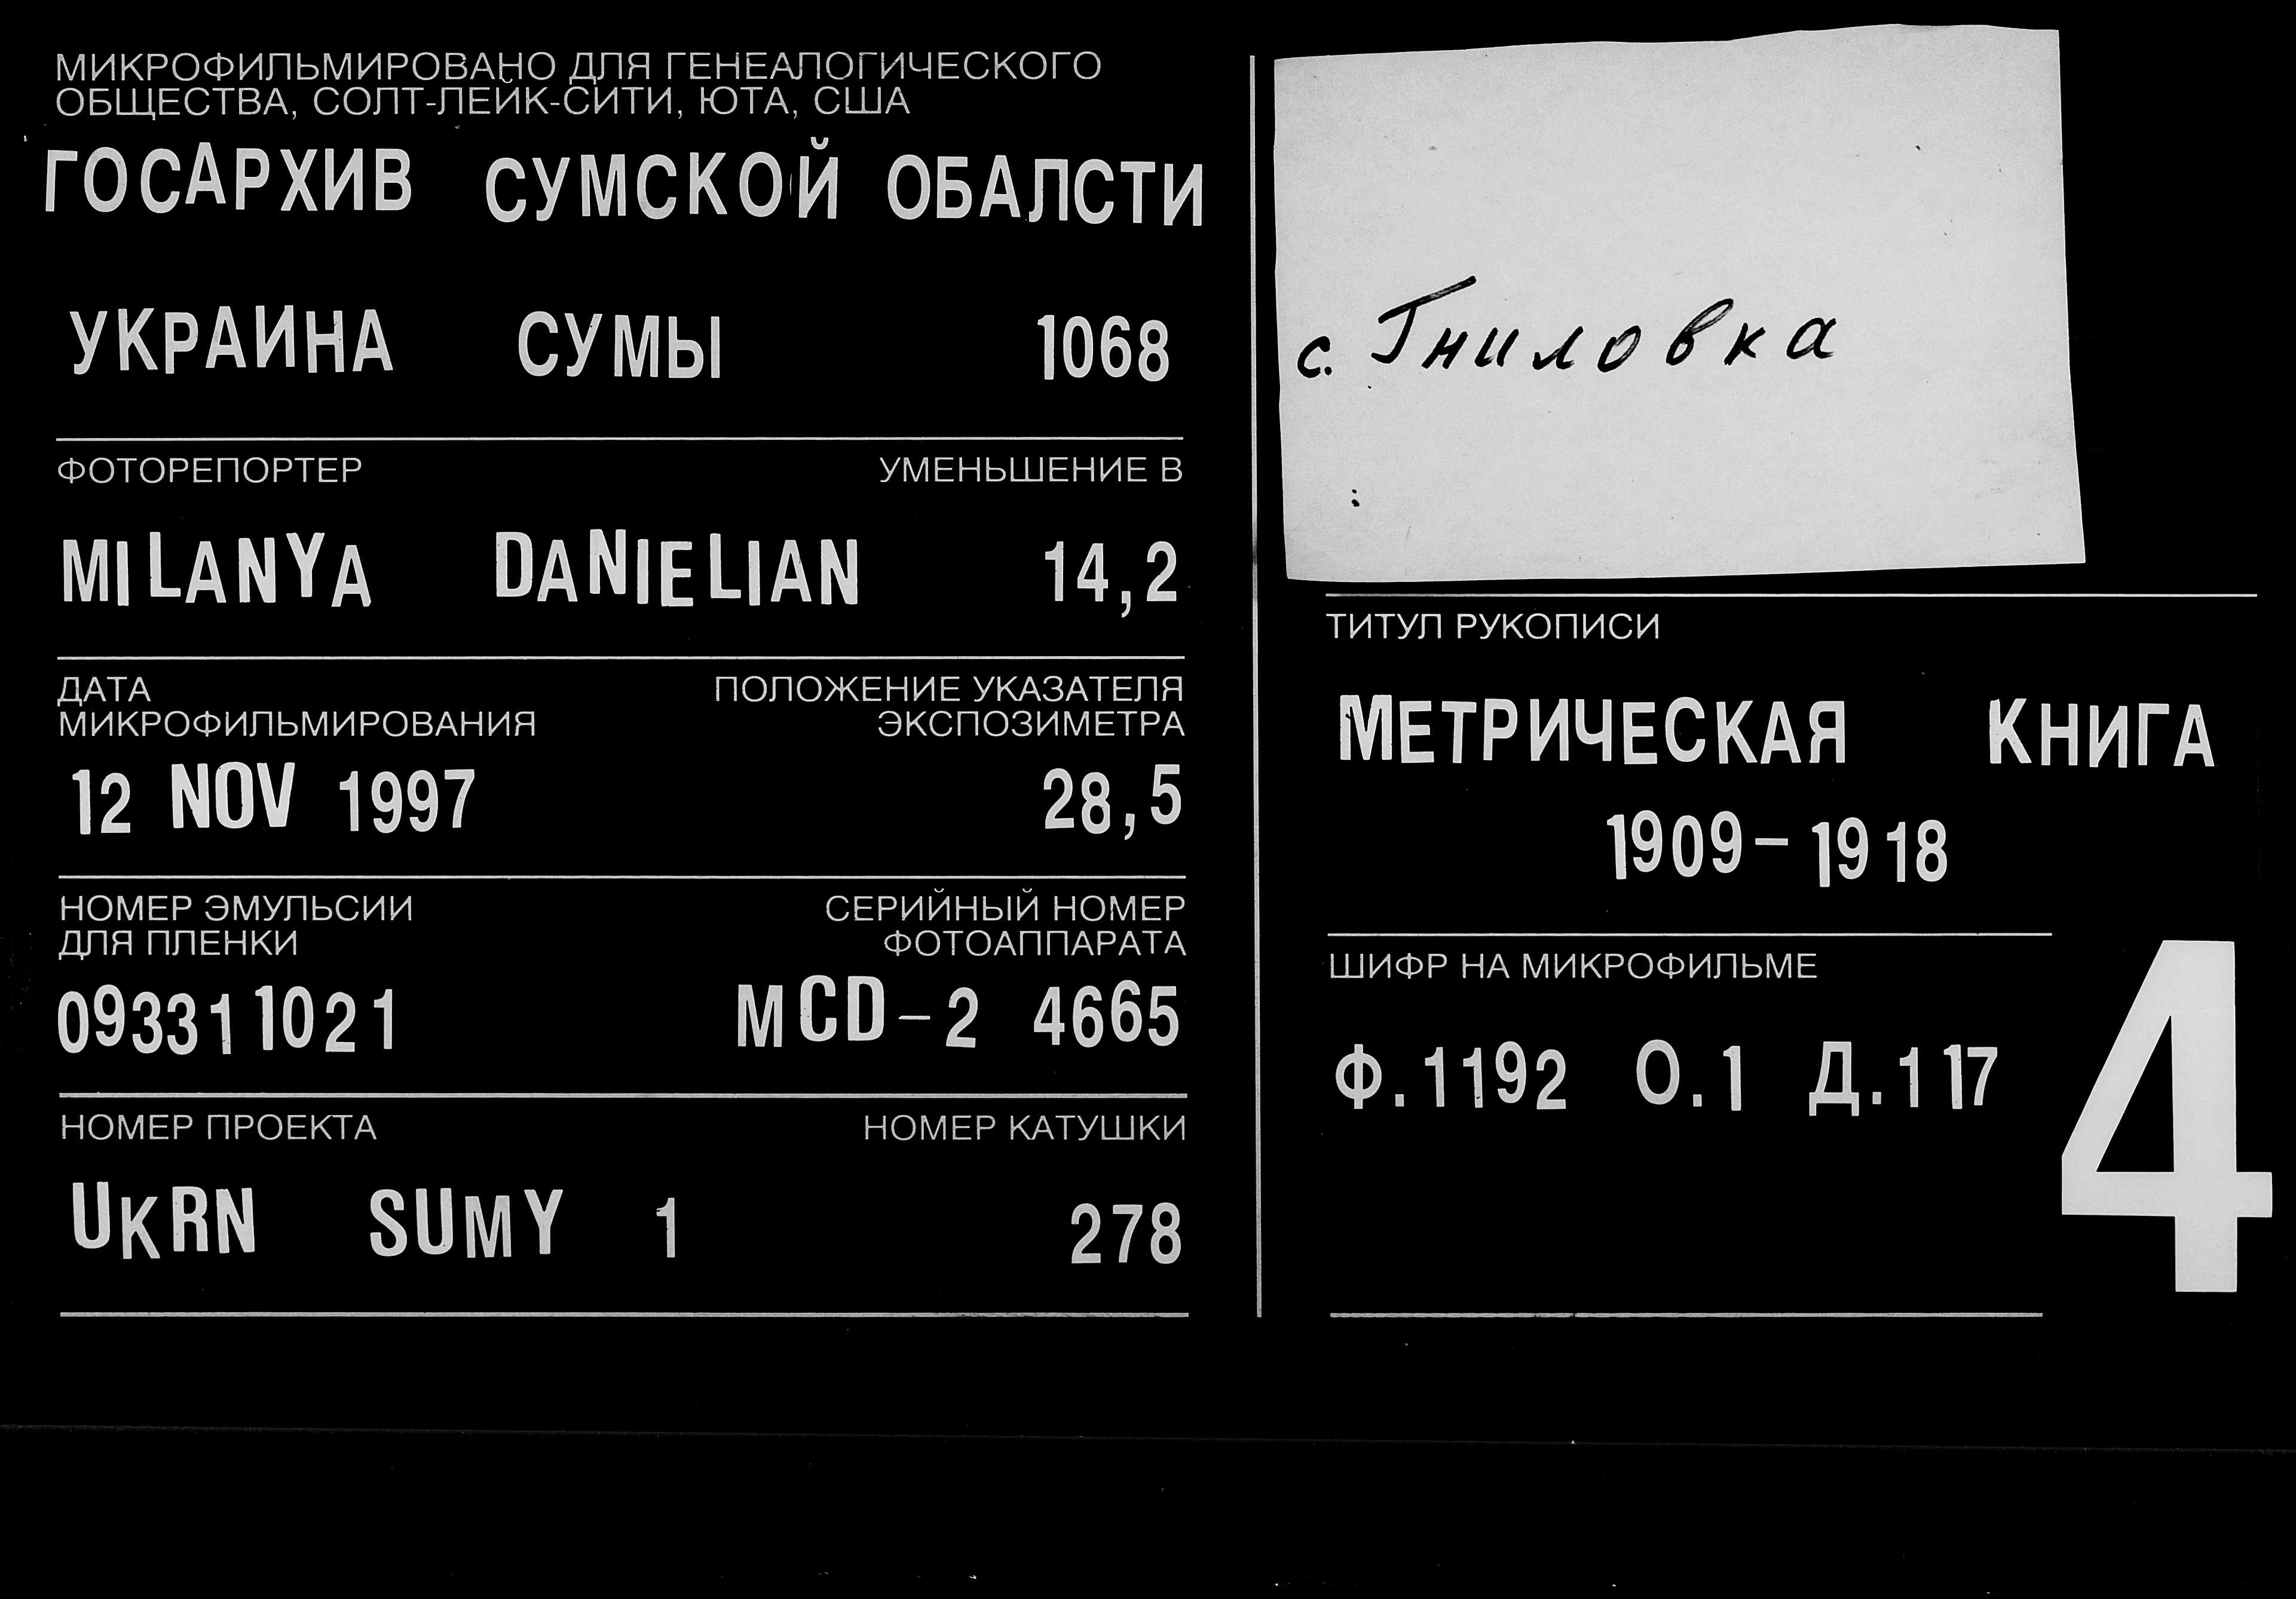 МИКРОФИЛЬМИРОВАНО ДЛЯ ГЕНЕАЛОГИЧЕСКОГО
ОБЩЕСТВА, СОЛТ-ЛЕЙК-СИТИ, ЮТА, США
ГОСАРХИВ СУМСКОЙ ОБАЛСТИ
УКРАИНА СУМЫ 1068
ФОТОРЕПОРТЕР УМЕНЬШЕНИЕ В
MILANYA DANIELIAN 14,2
ДАТА ПОЛОЖЕНИЕ УКАЗАТЕЛЯ
МИКРОФИЛЬМИРОВАНИЯ ЭКСПОЗИМЕТРА
12 NOV 1997 28,5
НОМЕР ЭМУЛЬСИИ СЕРИЙНЫЙ НОМЕР
ДЛЯ ПЛЕНКИ ФОТОАППАРАТА
093311021 MCD-2 4665
НОМЕР ПРОЕКТА НОМЕР КАТУШКИ
UKRN SUMY 1 278
с. Гниловка
ТИТУЛ РУКОПИСИ
МЕТРИЧЕСКАЯ КНИГА
1909-1918
ШИФР НА МИКРОФИЛЬМЕ
Ф.1192 О.1 Д.117
4